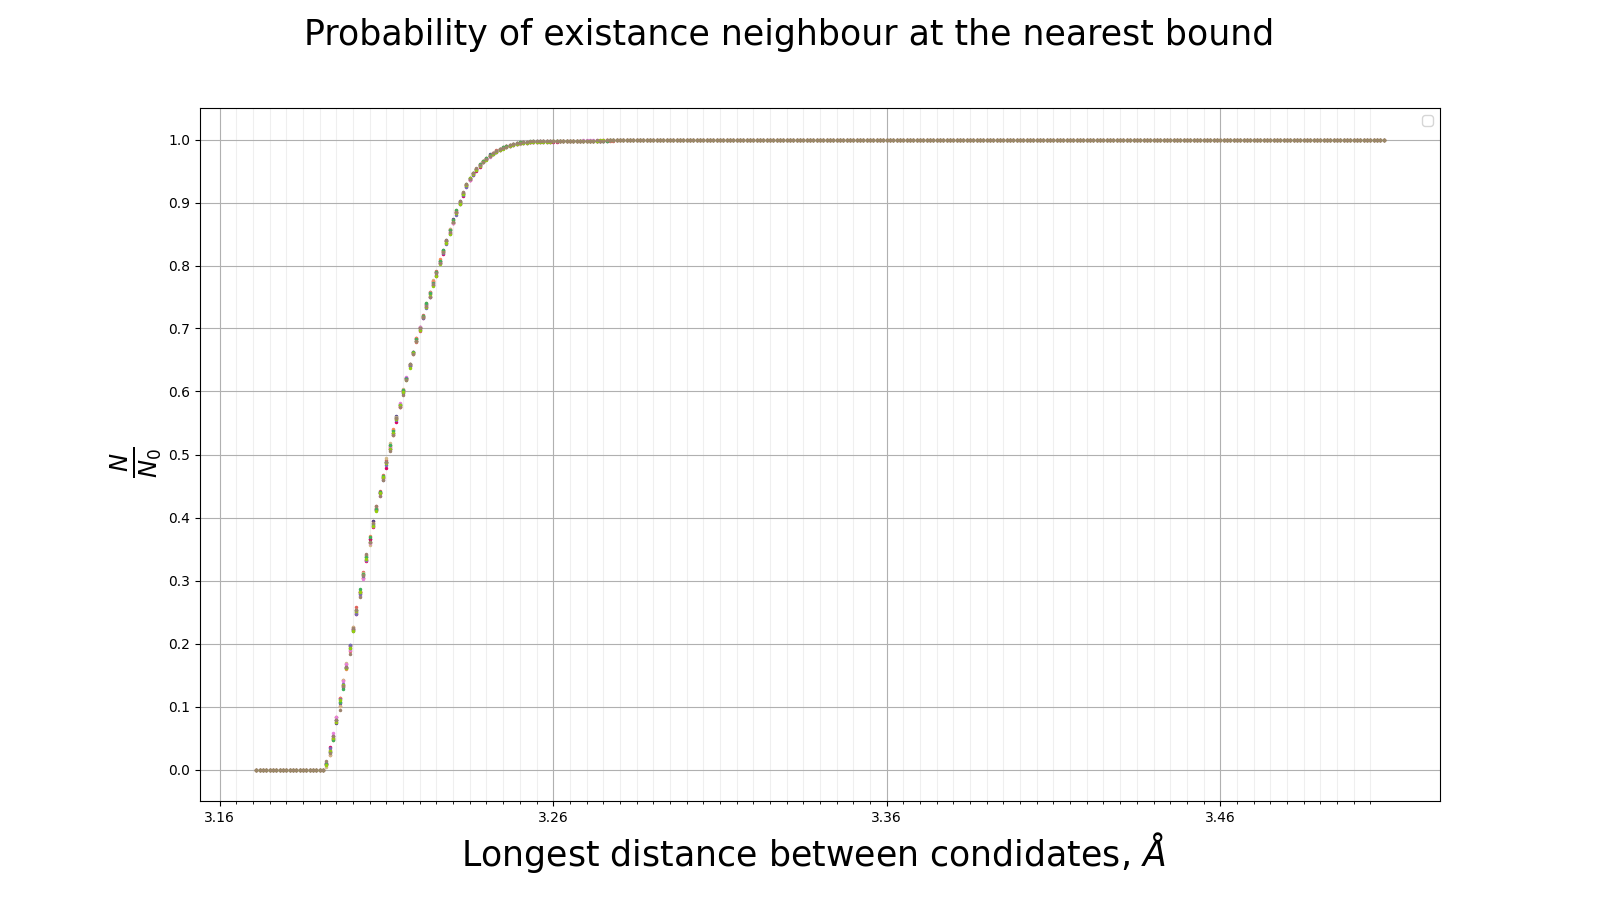 Probability of existance neighbour at the nearest bound
1.0
0.9
0.8
0.7
0.6
0.5
0.4
0.3
0.2
0.1
0.0
N
N0
3.16 3.26 3.36 3.46
Longest distance between condidates, Å